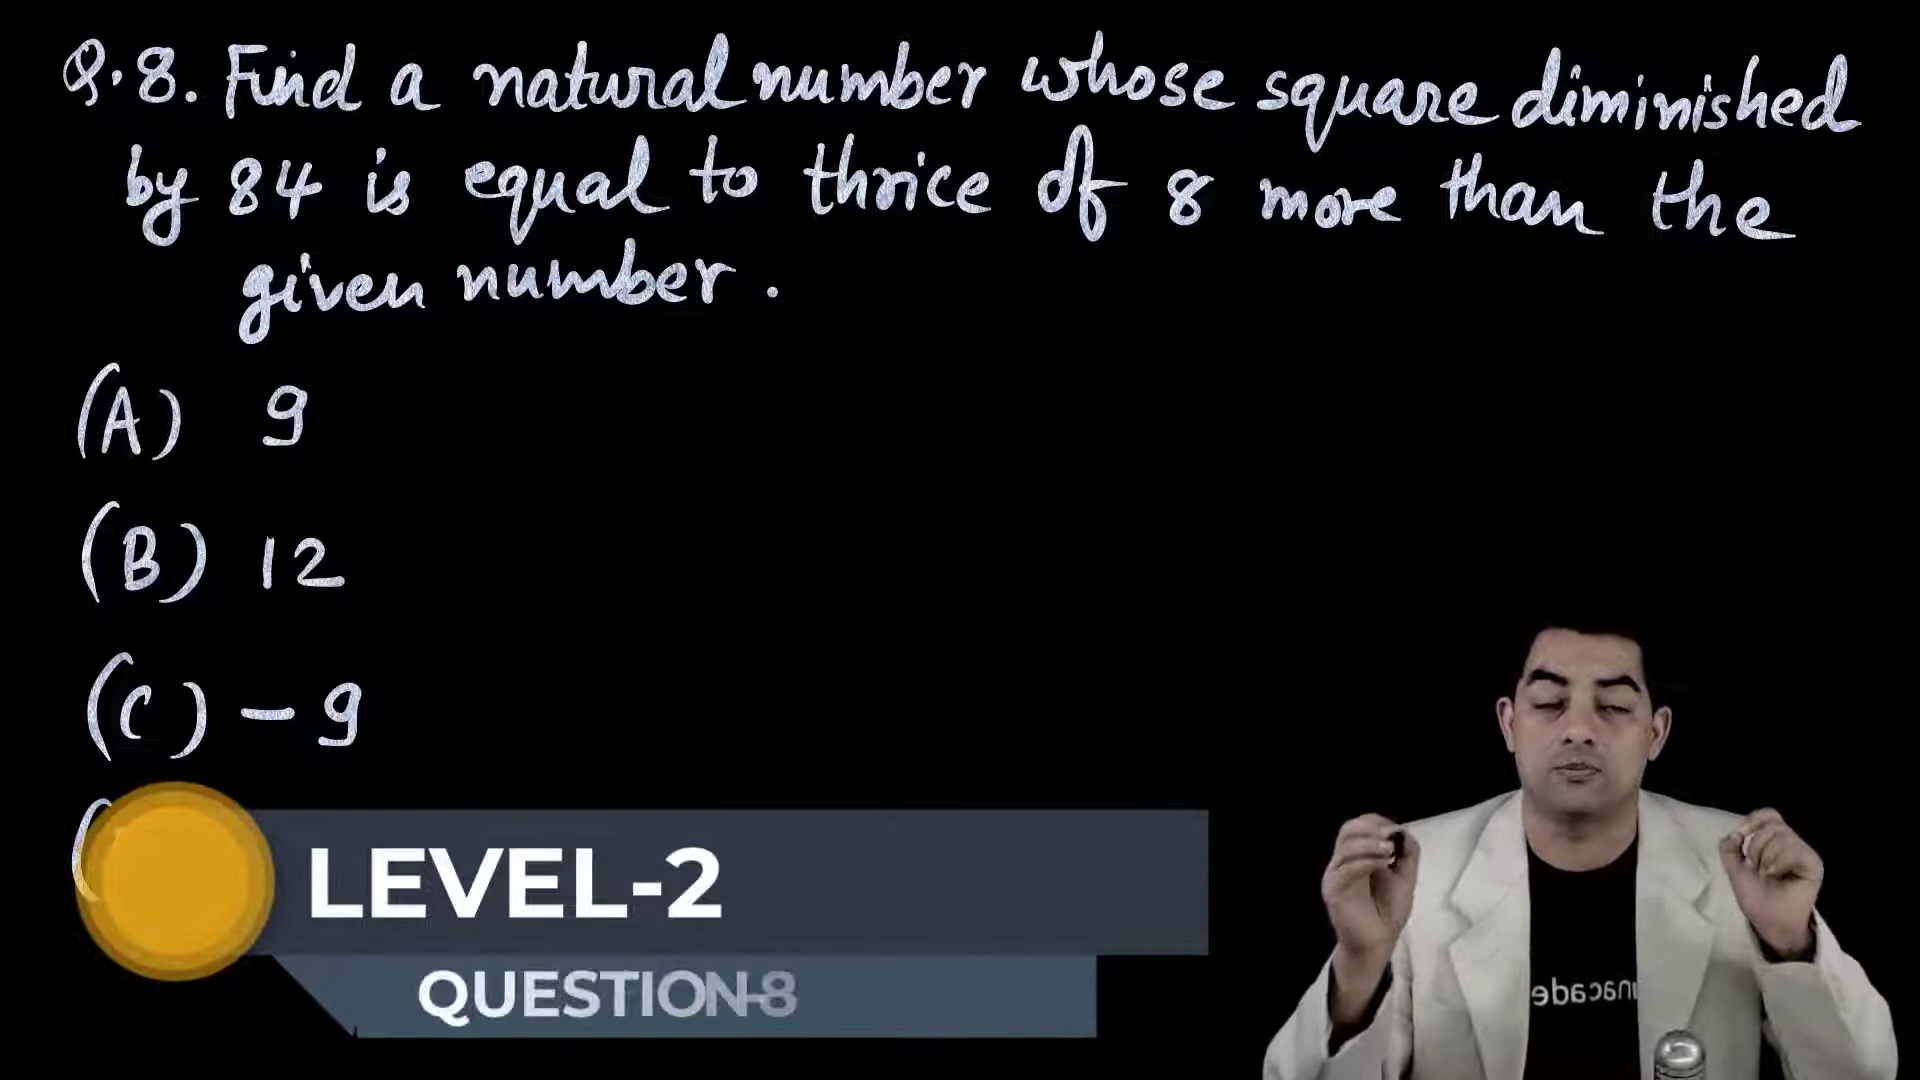 Q.8. Find a natural number whose square diminished
by 84 is equal to thrice of 8 more than the
given number.
(A) 9
(B) 12
(C) -9
(
LEVEL-2
QUESTION-8